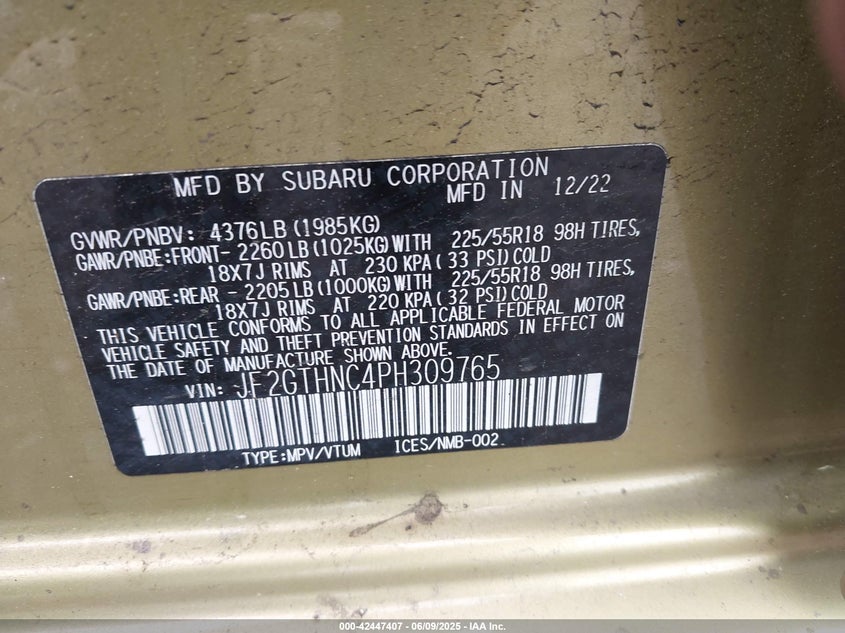 MFD BY SUBARU CORPORATION
MFD IN 12/22
GVWR/PNBV: 4376LB (1985KG)
GAWR/PNBE:FRONT- 2260LB (1025KG) WITH 225/55R18 98H TIRES,
18X7J RIMS AT 230 KPA ( 33 PSI) COLD
GAWR/PNBE:REAR - 2205LB (1000KG) WITH 225/55R18 98H TIRES,
18X7J RIMS AT 220 KPA ( 32 PSI) COLD
THIS VEHICLE CONFORMS TO ALL APPLICABLE FEDERAL MOTOR
VEHICLE SAFETY AND THEFT PREVENTION STANDARDS IN EFFECT ON
THE DATE OF MANUFACTURE SHOWN ABOVE.
VIN: JF2GTHNC4PH309765
TYPE:MPV/VTUM ICES/NMB-002
000-42447407 - 06/09/2025 - IAA Inc.